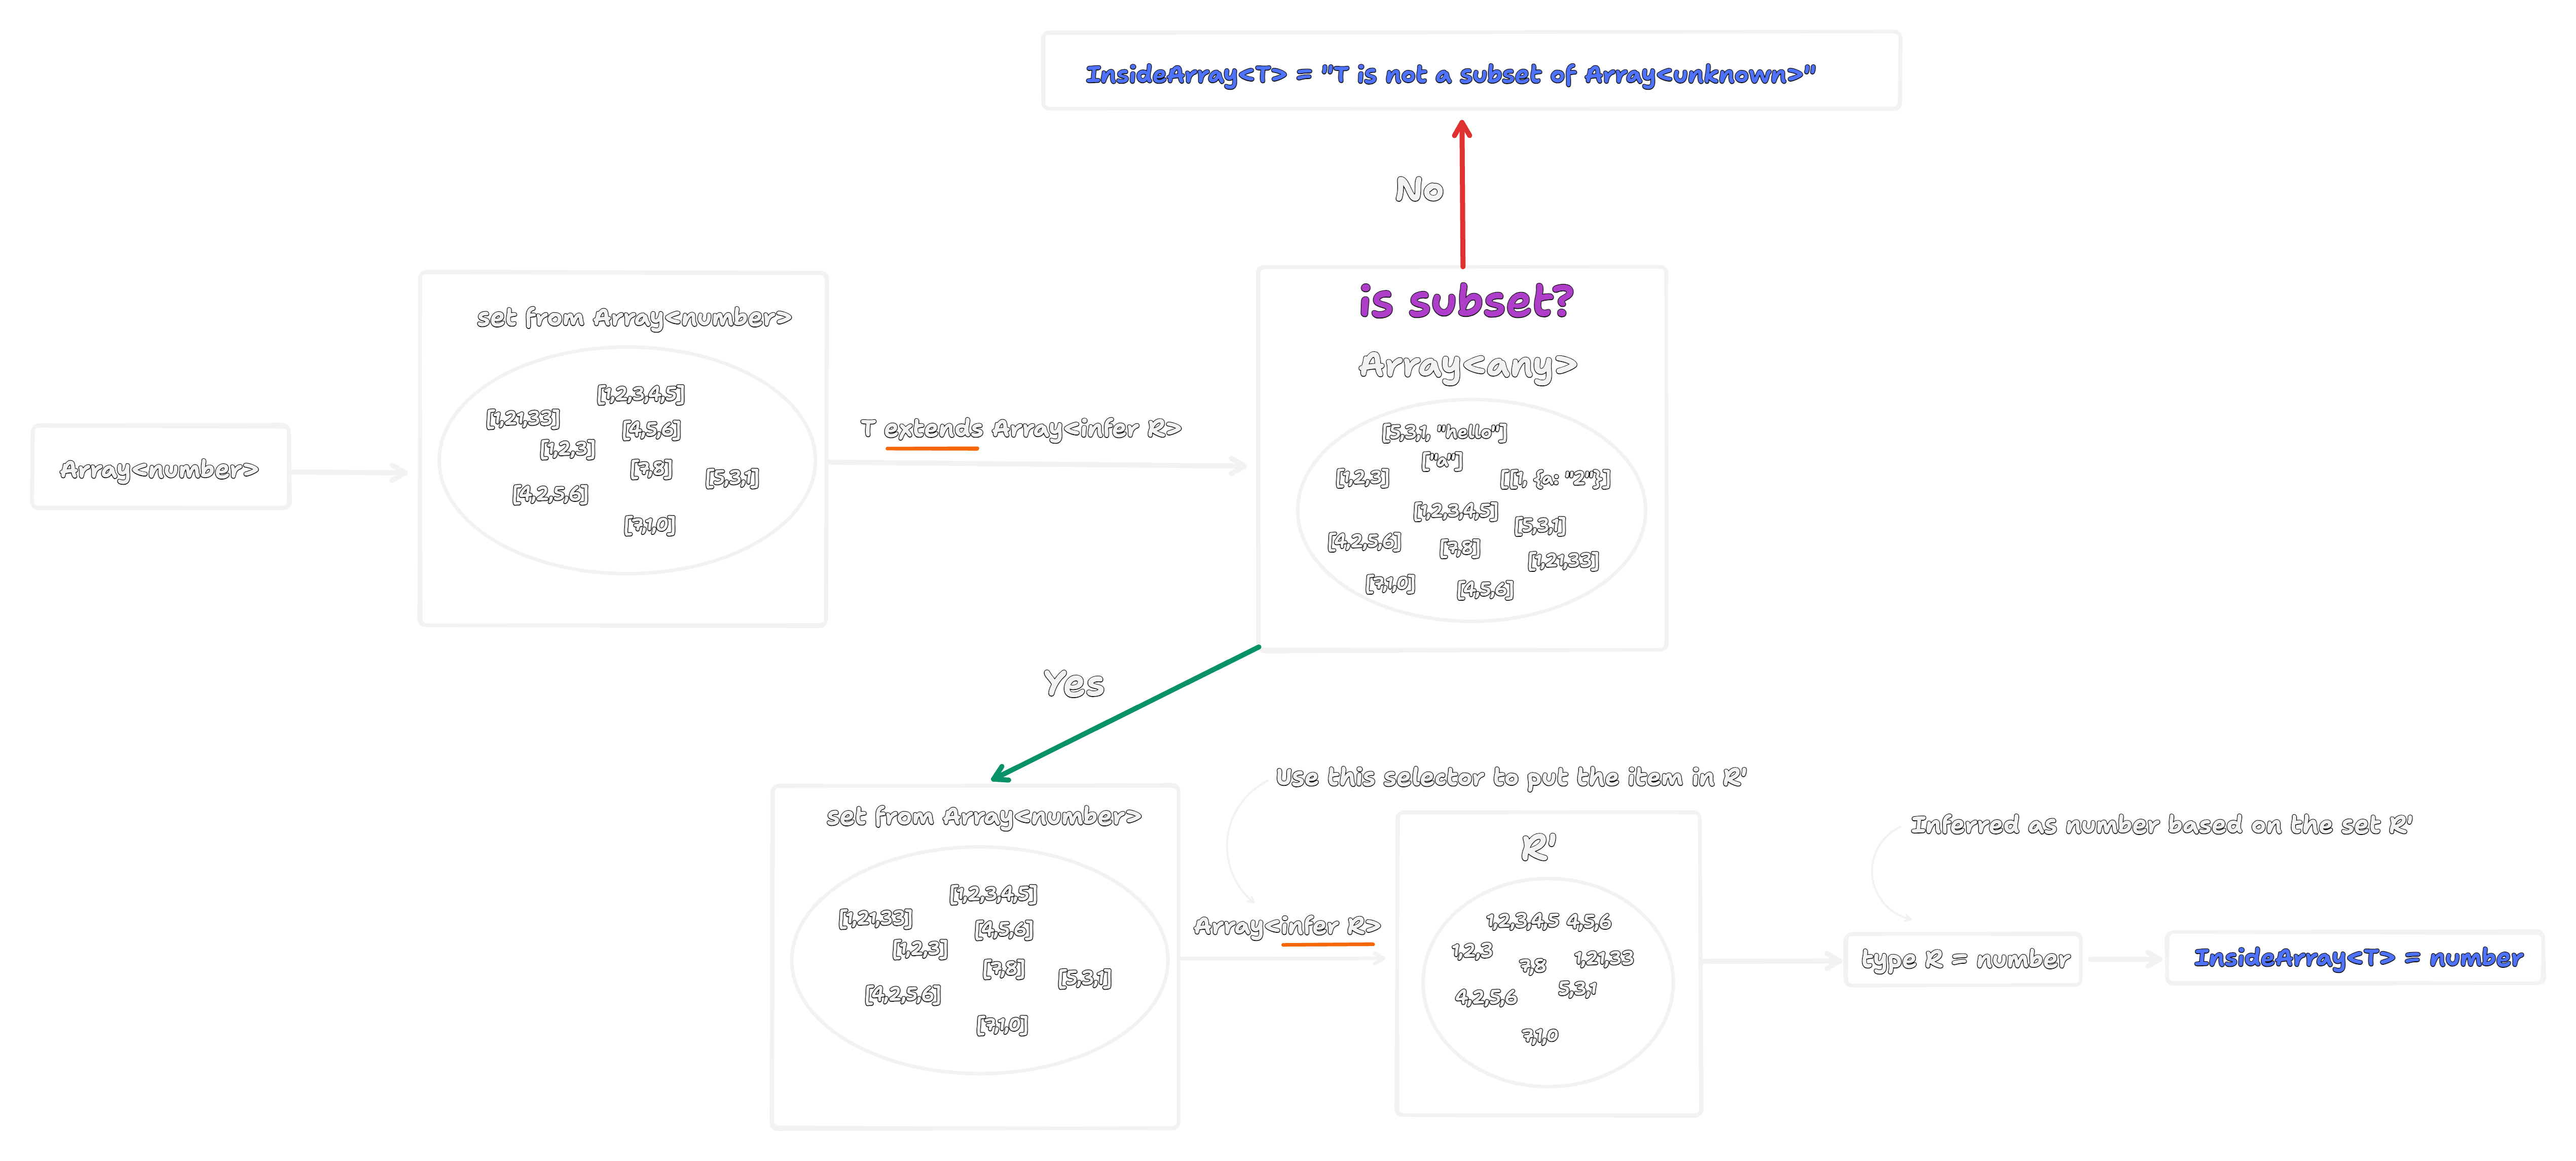 InsideArray<T> = "T is not a subset of Array<unknown>"
No
is subset?
Array<any>
[5,3,1, "hello"]
["a"]
[1,2,3]
[[1, {a: "2"}]
[1,2,3,4,5]
[5,3,1]
[4,2,5,6]
[7,8]
[1,21,33]
[7,1,0]
[4,5,6]
Array<number>
set from Array<number>
[1,2,3,4,5]
[1,21,33]
[4,5,6]
[1,2,3]
[7,8]
[5,3,1]
[4,2,5,6]
[7,1,0]
T extends Array<infer R>
Yes
set from Array<number>
[1,2,3,4,5]
[1,21,33]
[4,5,6]
[1,2,3]
[7,8]
[5,3,1]
[4,2,5,6]
[7,1,0]
Use this selector to put the item in R'
Array<infer R>
R'
1,2,3,4,5
4,5,6
1,2,3
7,8
1,21,33
4,2,5,6
5,3,1
7,1,0
Inferred as number based on the set R'
type R = number
InsideArray<T> = number